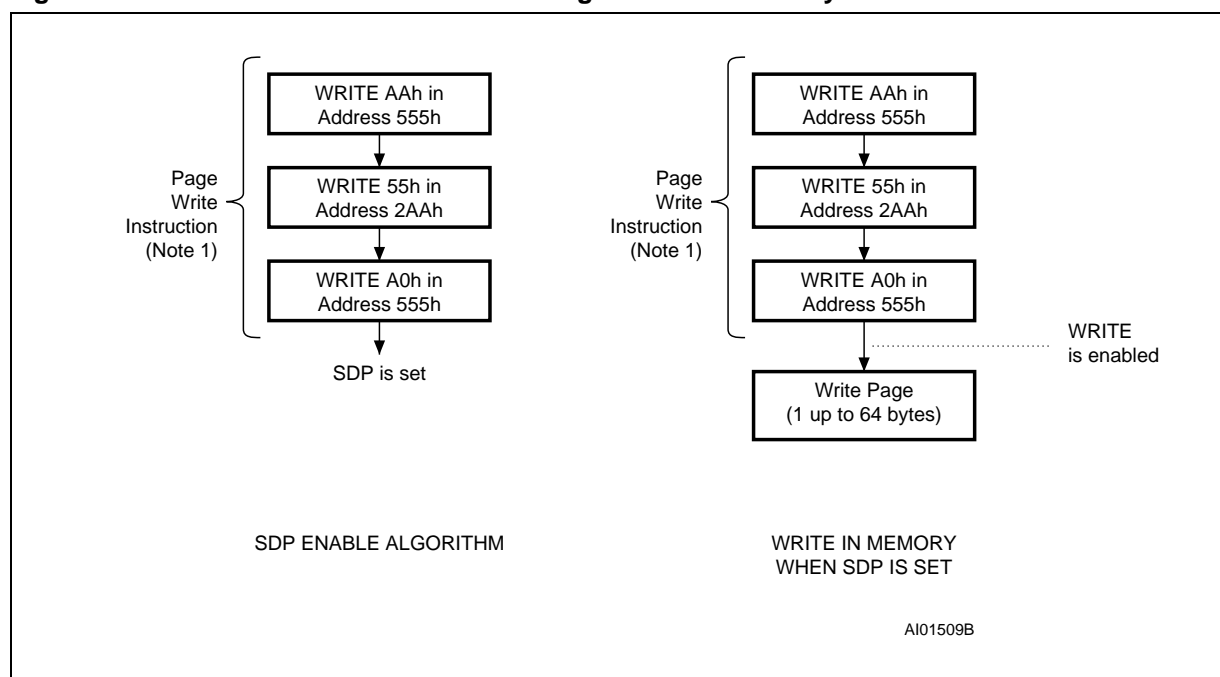 WRITE AAh in
Address 555h
Page
Write
Instruction
(Note 1)
WRITE 55h in
Address 2AAh
WRITE A0h in
Address 555h
SDP is set
SDP ENABLE ALGORITHM
WRITE AAh in
Address 555h
Page
Write
Instruction
(Note 1)
WRITE 55h in
Address 2AAh
WRITE A0h in
Address 555h
WRITE
is enabled
Write Page
(1 up to 64 bytes)
WRITE IN MEMORY
WHEN SDP IS SET
AI01509B